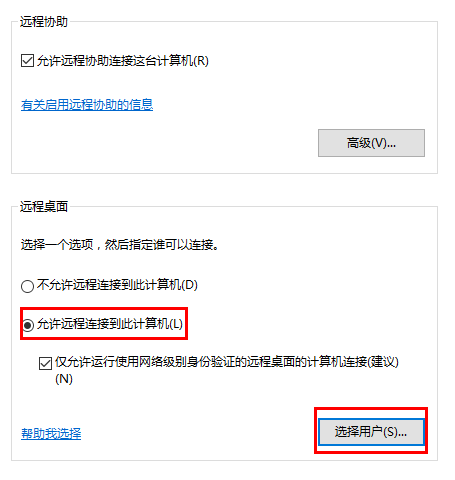 远程协助
允许远程协助连接这台计算机(R)
有关启用远程协助的信息
高级(V)...
远程桌面
选择一个选项，然后指定谁可以连接。
不允许远程连接到此计算机(D)
允许远程连接到此计算机(L)
仅允许运行使用网络级别身份验证的远程桌面的计算机连接(建议)
(N)
帮助我选择
选择用户(S)...